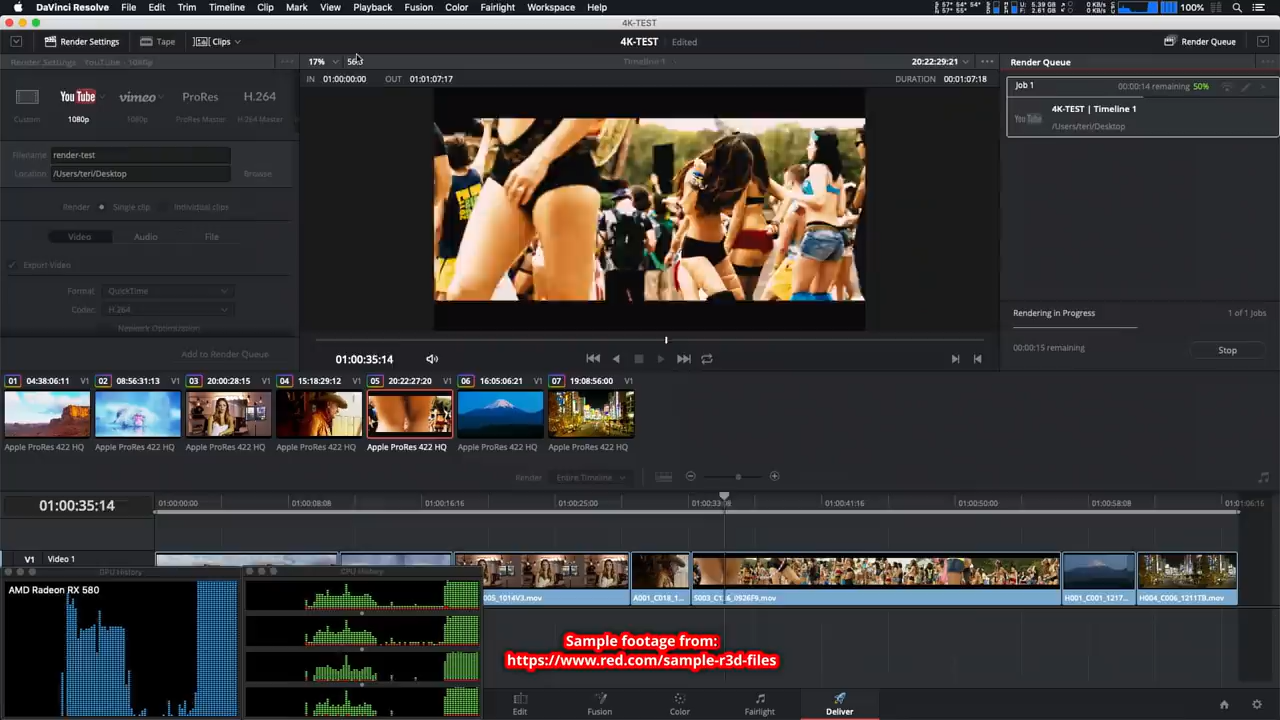 DaVinci Resolve File Edit Trim Timeline Clip Mark View Playback Fusion Color Fairlight Workspace Help
100%
4K-TEST
Render Settings Tape Clips 4K-TEST Edited Render Queue
Render Settings - YouTube - 1080p 17% Timeline 1 20:22:29:21 Render Queue
IN 01:00:00:00 OUT 01:01:07:17 DURATION 00:01:07:18
Job 1 00:00:14 remaining 50%
YouTube vimeo ProRes H.264
Custom 1080p 1080p ProRes Master H.264 Master
4K-TEST | Timeline 1
/Users/teri/Desktop
Filename render-test
Location /Users/teri/Desktop Browse
Render Single clip Individual clips
Video Audio File
Export Video
Format QuickTime
Codec H.264
Network Optimization
Add to Render Queue
Rendering in Progress 1 of 1 Jobs
00:00:15 remaining Stop
01:00:35:14
01 04:38:06:11 V1 02 08:56:31:13 V1 03 20:00:28:15 V1 04 15:18:29:12 V1 05 20:22:27:20 V1 06 16:05:06:21 V1 07 19:08:56:00 V1
Apple ProRes 422 HQ Apple ProRes 422 HQ Apple ProRes 422 HQ Apple ProRes 422 HQ Apple ProRes 422 HQ Apple ProRes 422 HQ Apple ProRes 422 HQ
Render Entire Timeline
01:00:35:14 01:00:00:00 01:00:08:08 01:00:16:16 01:00:25:00 01:00:41:16 01:00:50:00 01:00:58:08 01:01:06:16
V1 Video 1
GPU History CPU History
AMD Radeon RX 580
A001_C018_1... H001_C001_1217... H004_C006_1211TB.mov
Sample footage from:
https://www.red.com/sample-r3d-files
Edit Fusion Color Fairlight Deliver